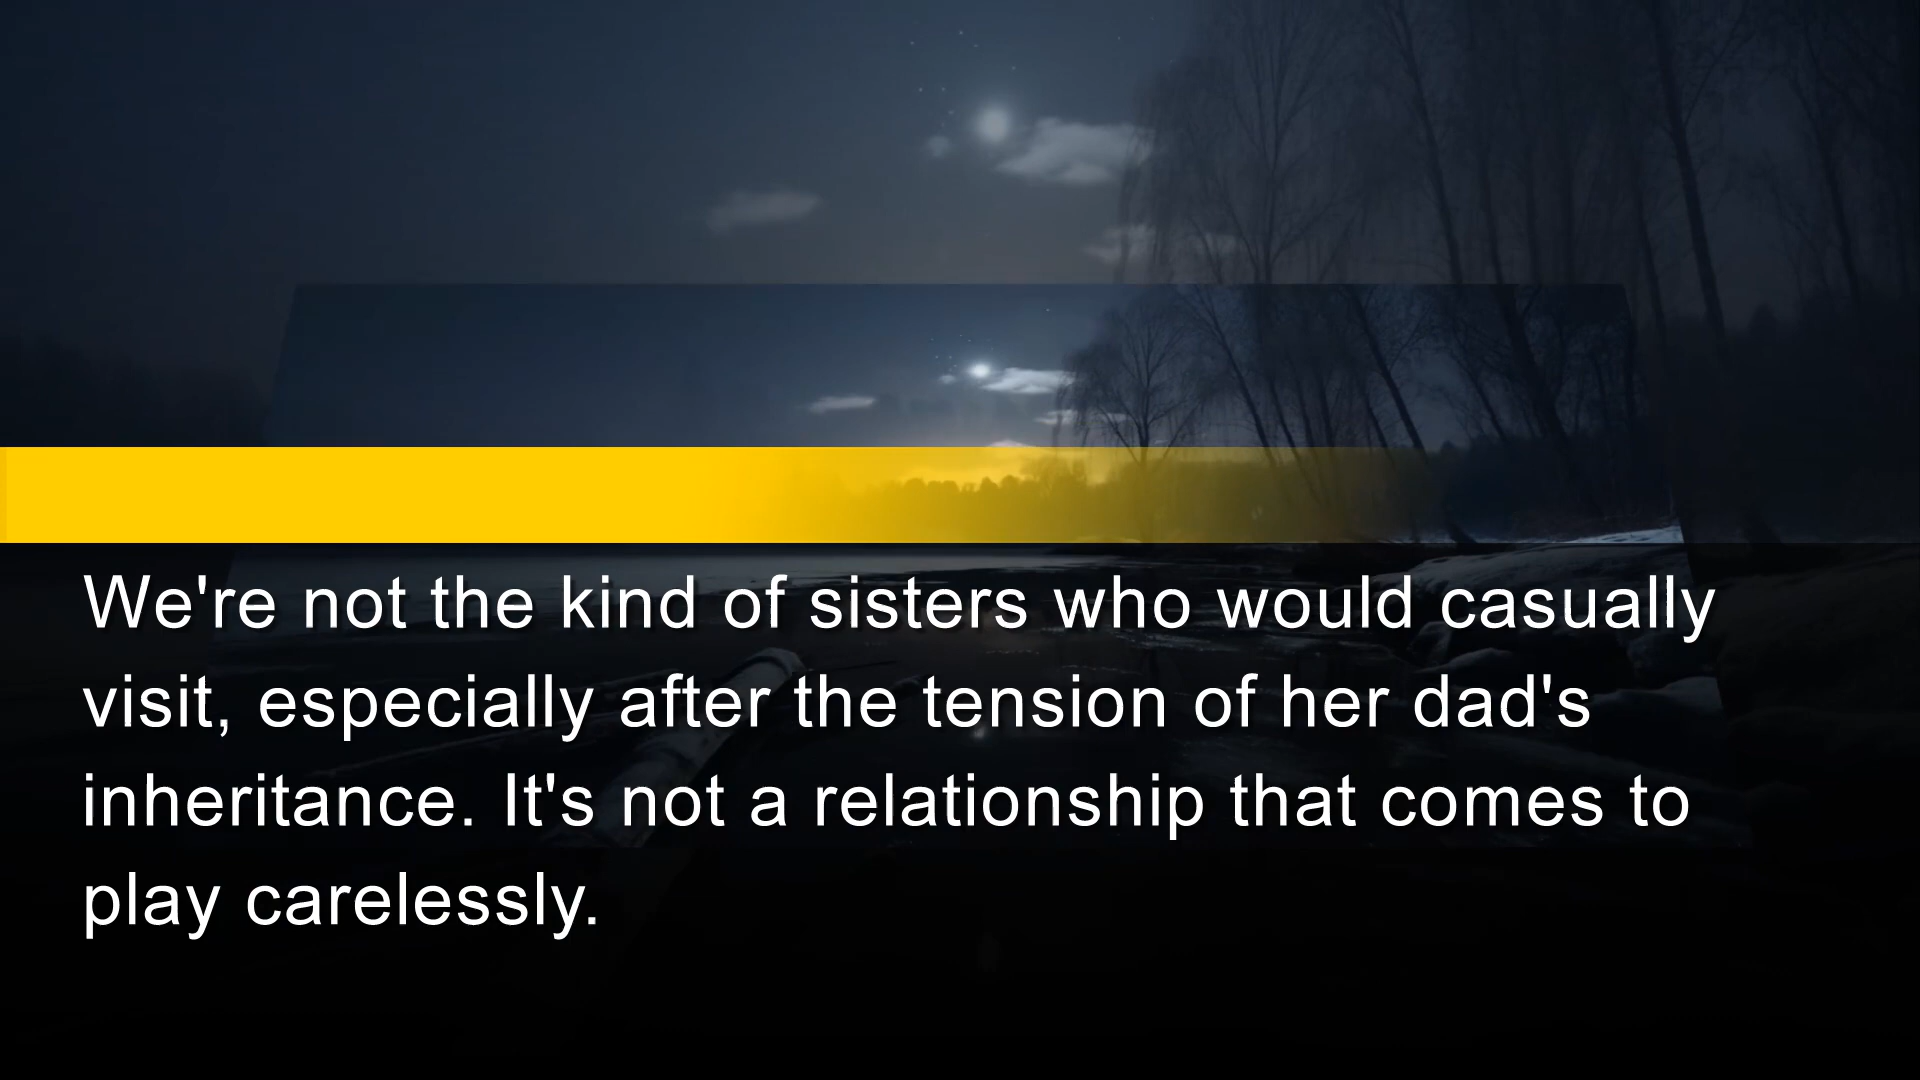 We're not the kind of sisters who would casually
visit, especially after the tension of her dad's
inheritance. It's not a relationship that comes to
play carelessly.